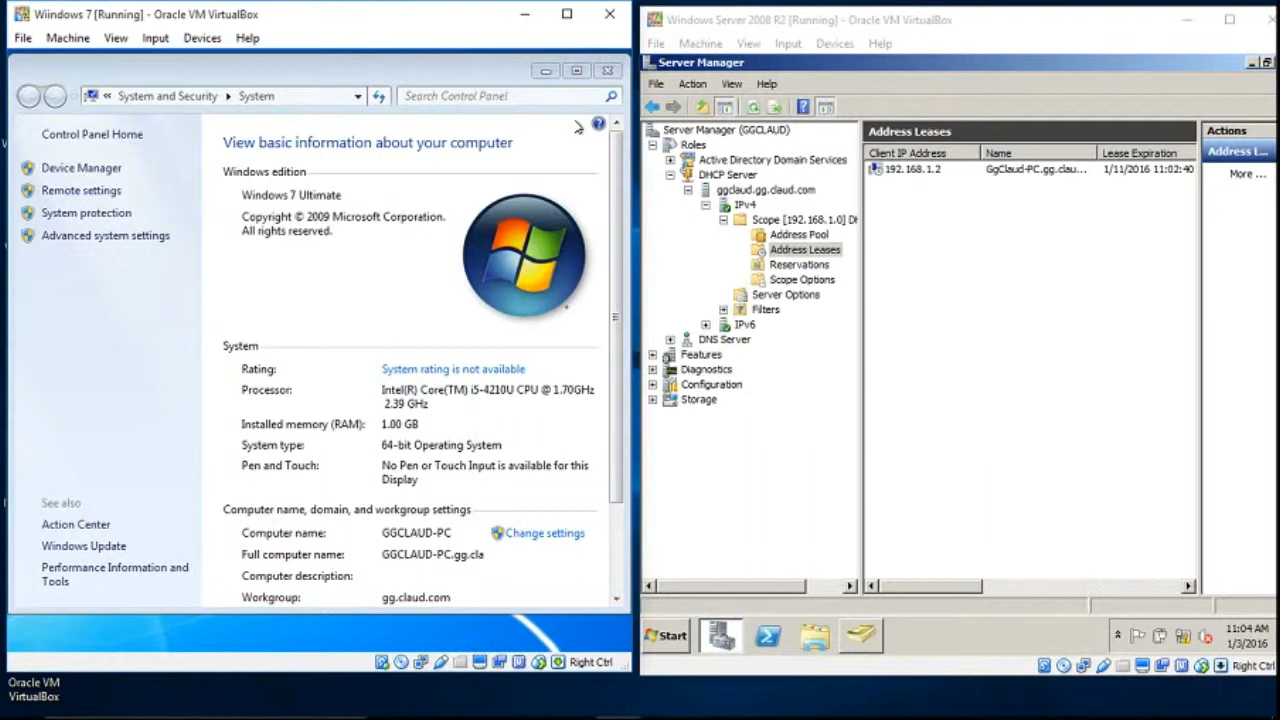 Wiindows 7 [Running] - Oracle VM VirtualBox
File Machine View Input Devices Help
« System and Security System
Search Control Panel
Control Panel Home
Device Manager
Remote settings
System protection
Advanced system settings
See also
Action Center
Windows Update
Performance Information and
Tools
View basic information about your computer
Windows edition
Windows 7 Ultimate
Copyright © 2009 Microsoft Corporation.
All rights reserved.
System
Rating: System rating is not available
Processor: Intel(R) Core(TM) i5-4210U CPU @ 1.70GHz
2.39 GHz
Installed memory (RAM): 1.00 GB
System type: 64-bit Operating System
Pen and Touch: No Pen or Touch Input is available for this
Display
Computer name, domain, and workgroup settings
Computer name: GGCLAUD-PC
Change settings
Full computer name: GGCLAUD-PC.gg.cla
Computer description:
Workgroup: gg.claud.com
Right Ctrl
Oracle VM
VirtualBox
Windows Server 2008 R2 [Running] - Oracle VM VirtualBox
File Machine View Input Devices Help
Server Manager
File Action View Help
Server Manager (GGCLAUD)
Roles
Active Directory Domain Services
DHCP Server
ggclaud.gg.claud.com
IPv4
Scope [192.168.1.0] Dh
Address Pool
Address Leases
Reservations
Scope Options
Server Options
Filters
IPv6
DNS Server
Features
Diagnostics
Configuration
Storage
Address Leases
Client IP Address Name Lease Expiration
192.168.1.2 GgClaud-PC.gg.clau... 1/11/2016 11:02:40
Actions
Address L...
More ...
Start
11:04 AM
1/3/2016
Right Ctrl